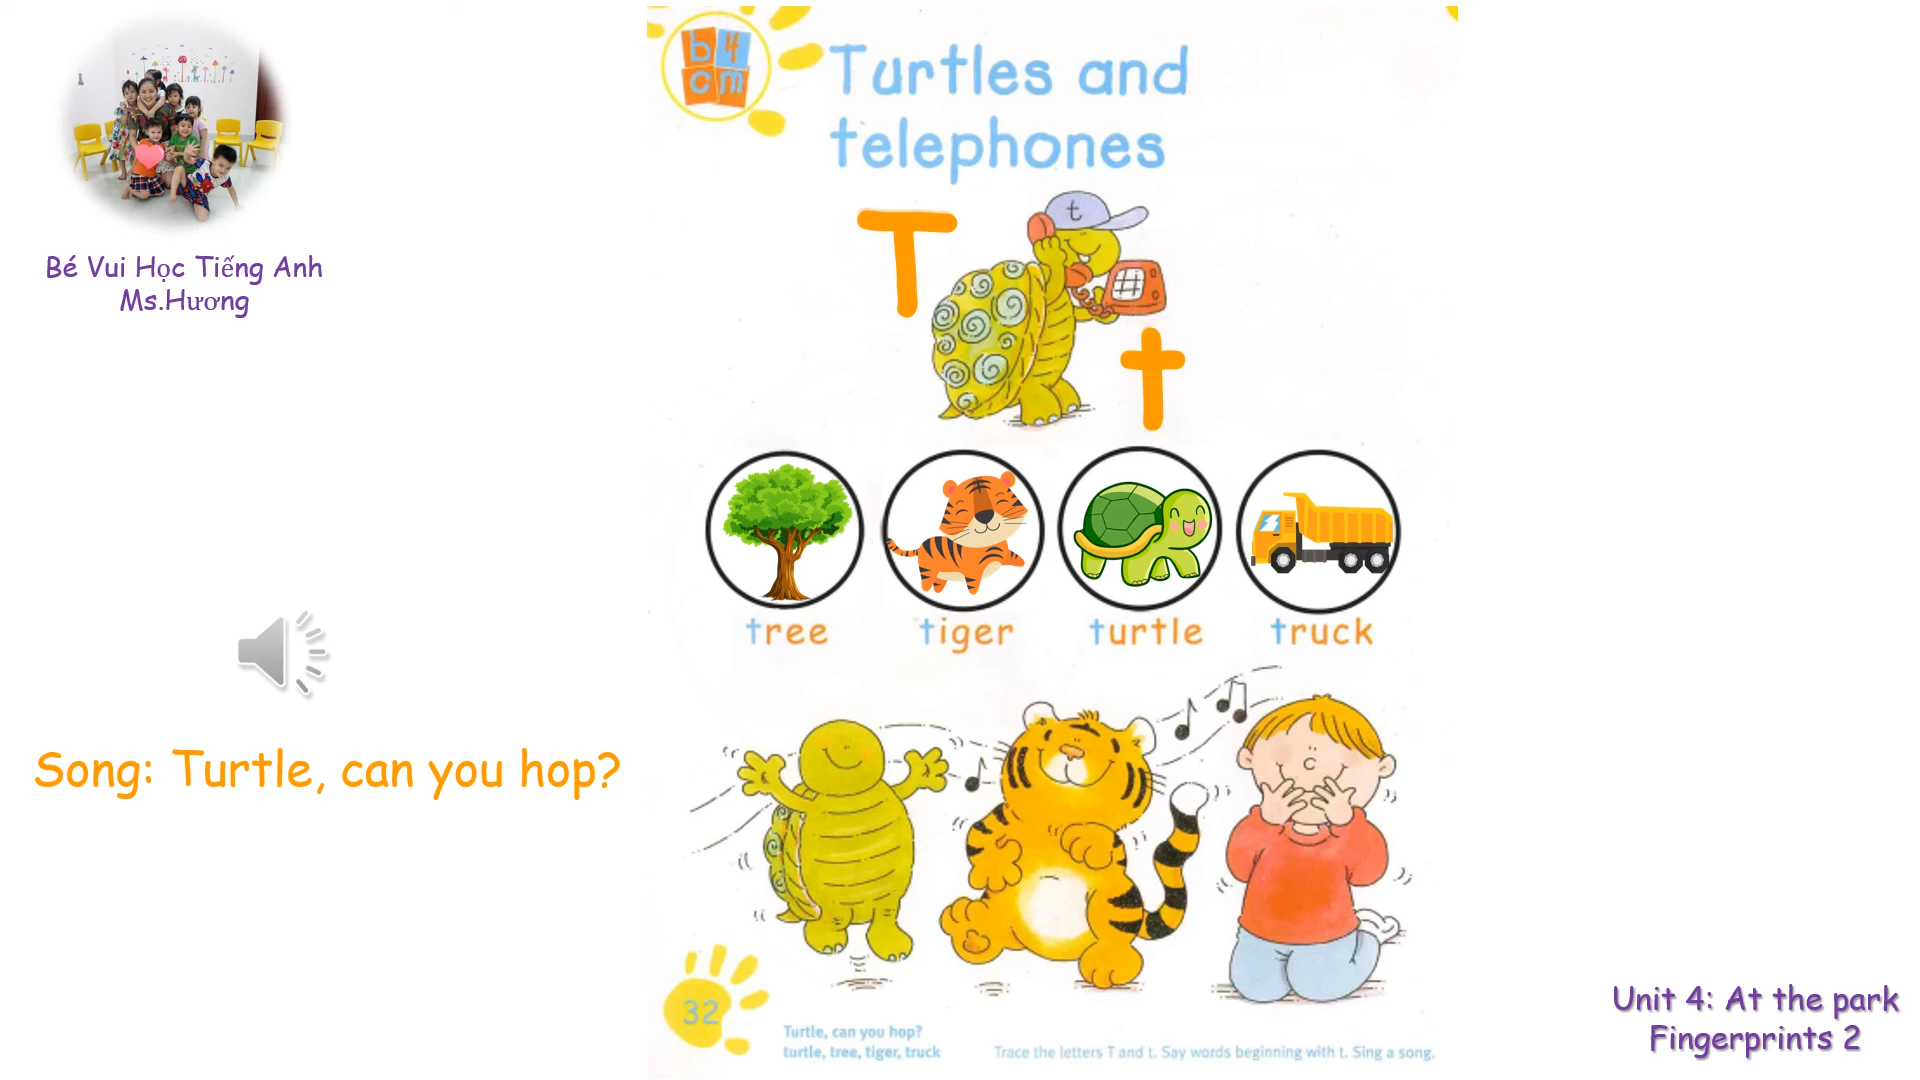 Bé Vui Học Tiếng Anh
Ms.Hương
b 4
c m
Turtles and
telephones
T
t
t
tree
tiger
turtle
truck
Song: Turtle, can you hop?
32
Turtle, can you hop?
turtle, tree, tiger, truck
Trace the letters T and t. Say words beginning with t. Sing a song.
Unit 4: At the park
Fingerprints 2